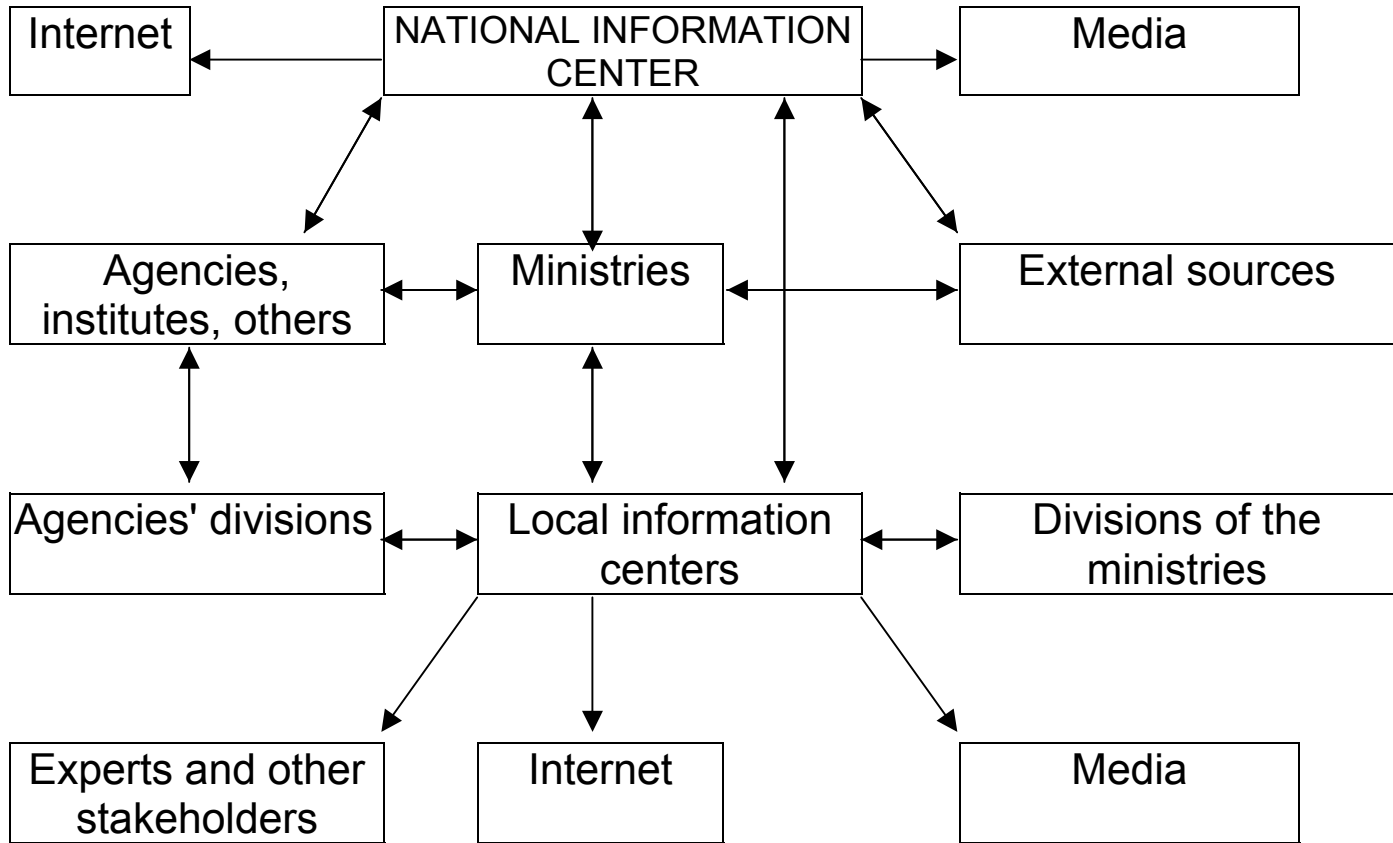 Internet
NATIONAL INFORMATION
CENTER
Media
Agencies,
institutes, others
Ministries
External sources
Agencies' divisions
Local information
centers
Divisions of the
ministries
Experts and other
stakeholders
Internet
Media